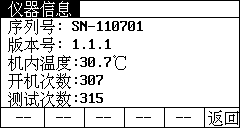 仪器信息
序列号: SN-110701
版本号: 1.1.1
机内温度:30.7℃
开机次数:307
测试次数:315
-- -- -- -- -- 返回